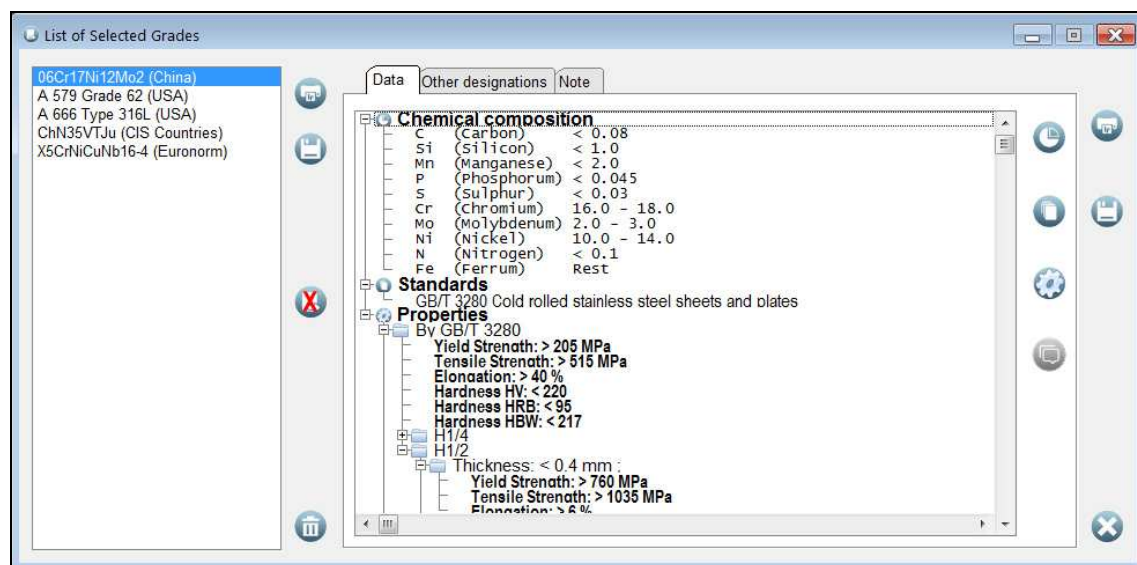 List of Selected Grades
06Cr17Ni12Mo2 (China)
A 579 Grade 62 (USA)
A 666 Type 316L (USA)
ChN35VTJu (CIS Countries)
X5CrNiCuNb16-4 (Euronorm)
Data Other designations Note
Chemical composition
C (Carbon) < 0.08
Si (Silicon) < 1.0
Mn (Manganese) < 2.0
P (Phosphorum) < 0.045
S (Sulphur) < 0.03
Cr (Chromium) 16.0 - 18.0
Mo (Molybdenum) 2.0 - 3.0
Ni (Nickel) 10.0 - 14.0
N (Nitrogen) < 0.1
Fe (Ferrum) Rest
Standards
GB/T 3280 Cold rolled stainless steel sheets and plates
Properties
By GB/T 3280
Yield Strength: > 205 MPa
Tensile Strength: > 515 MPa
Elongation: > 40 %
Hardness HV: < 220
Hardness HRB: < 95
Hardness HBW: < 217
H1/4
H1/2
Thickness: < 0.4 mm ;
Yield Strength: > 760 MPa
Tensile Strength: > 1035 MPa
Elongation: > 6 %